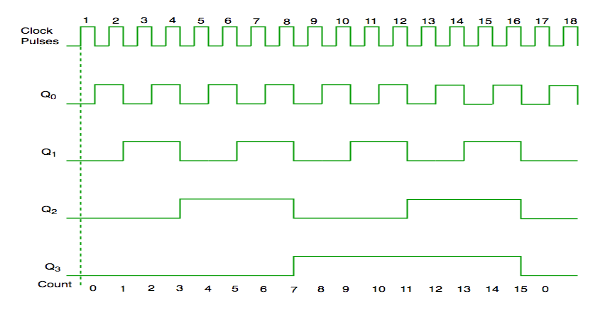 1 2 3 4 5 6 7 8 9 10 11 12 13 14 15 16 17 18
Clock
Pulses
Q0
Q1
Q2
Q3
Count 0 1 2 3 4 5 6 7 8 9 10 11 12 13 14 15 0